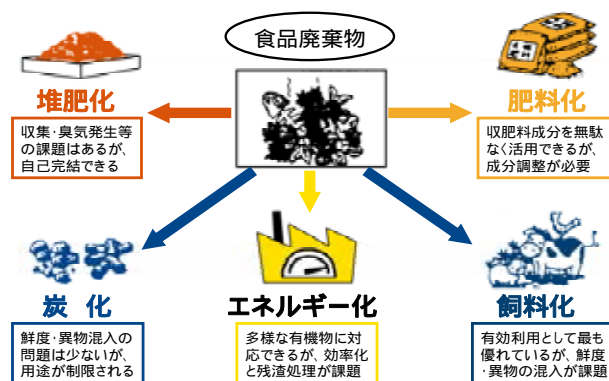 食品廃棄物
堆肥化
収集・臭気発生等
の課題はあるが、
自己完結できる
肥料化
収肥料成分を無駄
なく活用できるが、
成分調整が必要
炭 化
鮮度・異物混入の
問題は少ないが、
用途が制限される
エネルギー化
多様な有機物に対
応できるが、効率化
と残渣処理が課題
飼料化
有効利用として最も
優れているが、鮮度
・異物の混入が課題